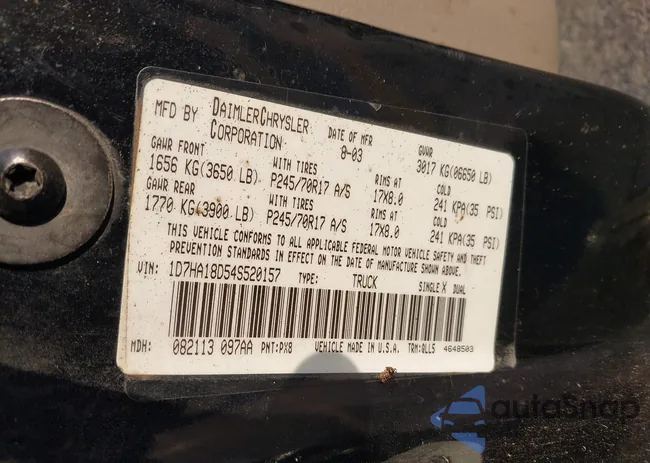 MFD BY DAIMLERCHRYSLER CORPORATION DATE OF MFR 8-03 GVWR 3017 KG(06650 LB)
GAWR FRONT WITH TIRES RIMS AT COLD
1656 KG(3650 LB) P245/70R17 A/S 17X8.0 241 KPA(35 PSI)
GAWR REAR WITH TIRES RIMS AT COLD
1770 KG(3900 LB) P245/70R17 A/S 17X8.0 241 KPA(35 PSI)
THIS VEHICLE CONFORMS TO ALL APPLICABLE FEDERAL MOTOR VEHICLE SAFETY AND THEFT
PREVENTION STANDARDS IN EFFECT ON THE DATE OF MANUFACTURE SHOWN ABOVE.
VIN: 1D7HA18D54S520157 TYPE: TRUCK SINGLE X DUAL
MDH: 082113 097AA PNT:PX8 VEHICLE MADE IN U.S.A. TRM:QLL5 4648503
autoSnap